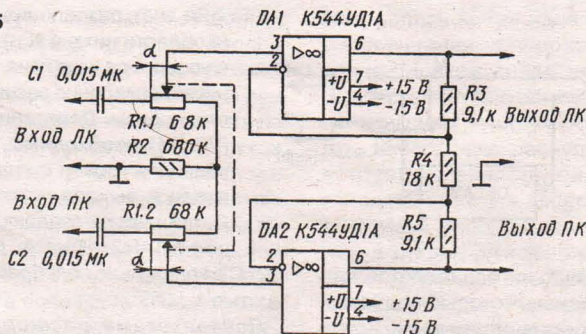 DA1 К544УД1А
3
2
▷∞
6
+U
7
+15 В
-U
4
-15 В
d
C1 0,015 мк
R1.1 68 к
R2 680 к
Вход ЛК
Вход ПК
R1.2 68 к
C2 0,015 мк
d
R3
9,1 к
Выход ЛК
R4
18 к
Выход ПК
R5
9,1 к
DA2 К544УД1А
2
3
▷∞
6
+U
7
+15 В
-U
4
-15 В